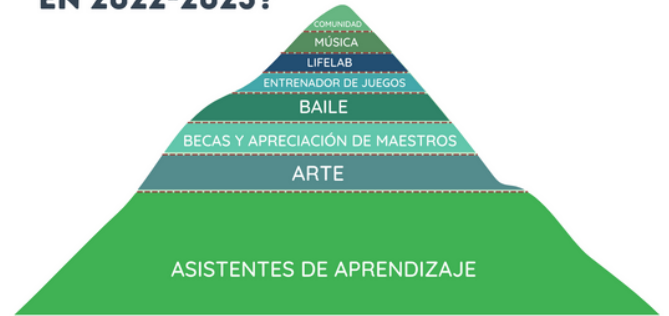 EN 2022-2023?
COMUNIDAD
MÚSICA
LIFELAB
ENTRENADOR DE JUEGOS
BAILE
BECAS Y APRECIACIÓN DE MAESTROS
ARTE
ASISTENTES DE APRENDIZAJE